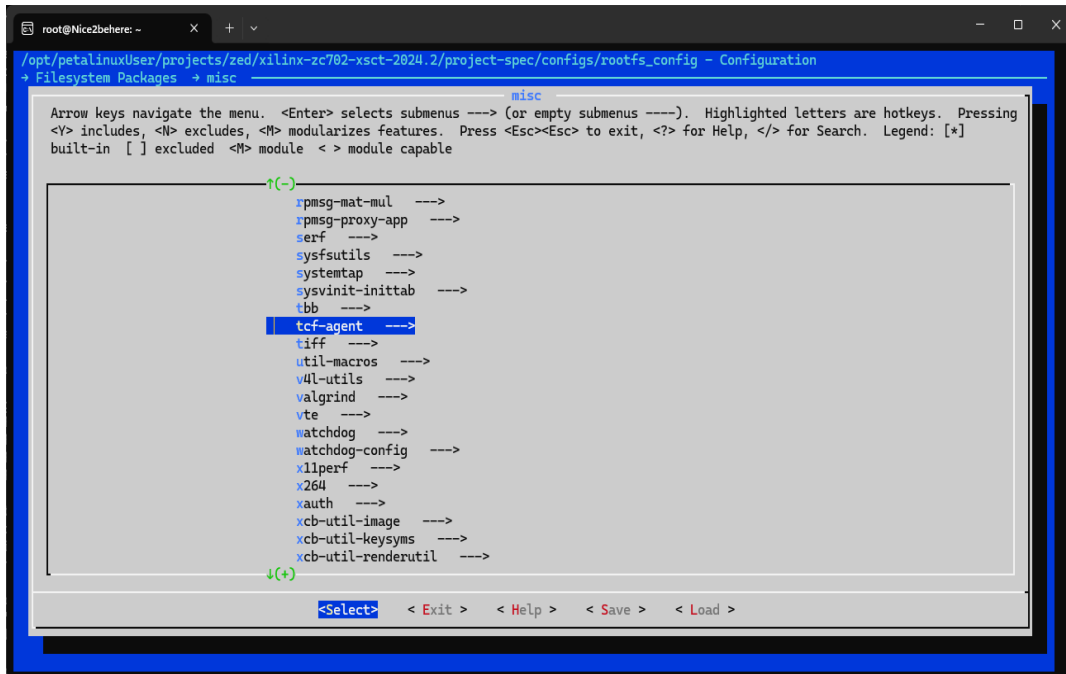 root@Nice2behere: ~
/opt/petalinuxUser/projects/zed/xilinx-zc702-xsct-2024.2/project-spec/configs/rootfs_config - Configuration
→ Filesystem Packages → misc
misc
Arrow keys navigate the menu. <Enter> selects submenus ---> (or empty submenus ----). Highlighted letters are hotkeys. Pressing
<Y> includes, <N> excludes, <M> modularizes features. Press <Esc><Esc> to exit, <?> for Help, </> for Search. Legend: [*]
built-in [ ] excluded <M> module < > module capable
↑(-)
rpmsg-mat-mul --->
rpmsg-proxy-app --->
serf --->
sysfsutils --->
systemtap --->
sysvinit-inittab --->
tbb --->
tcf-agent --->
tiff --->
util-macros --->
v4l-utils --->
valgrind --->
vte --->
watchdog --->
watchdog-config --->
x11perf --->
x264 --->
xauth --->
xcb-util-image --->
xcb-util-keysyms --->
xcb-util-renderutil --->
↓(+)
<Select> < Exit > < Help > < Save > < Load >